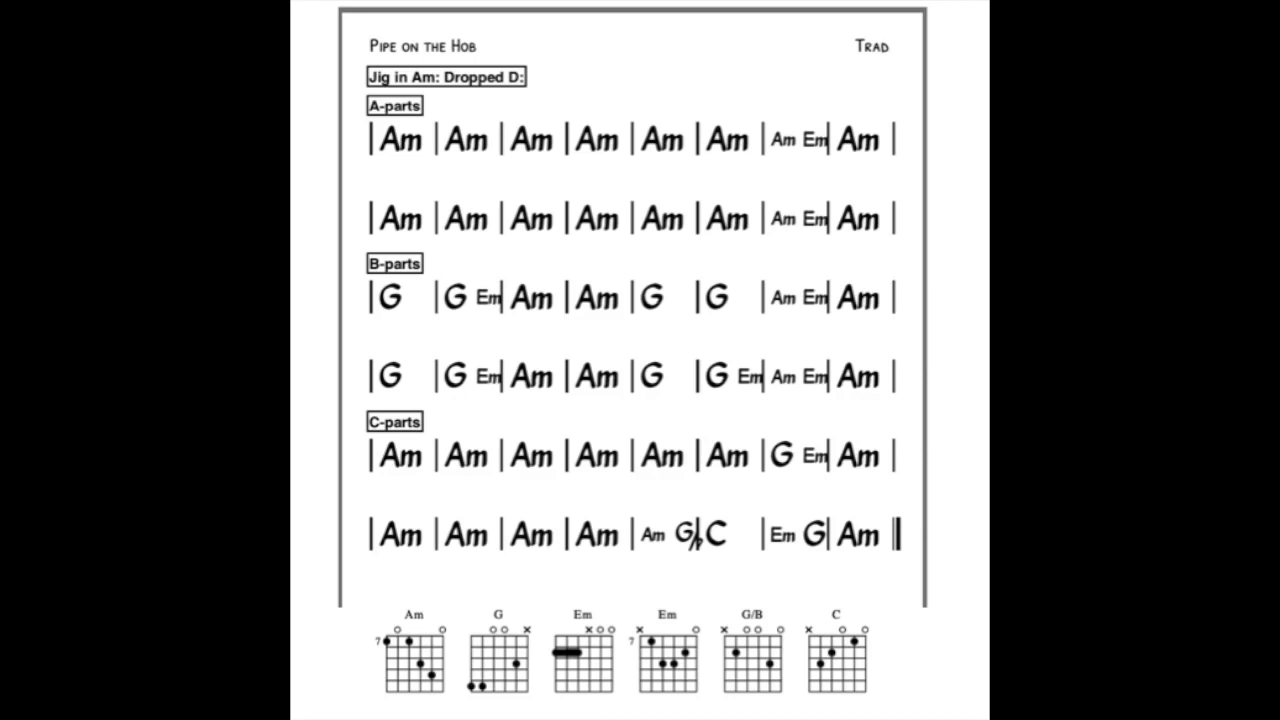 Pipe on the Hob Trad
Jig in Am: Dropped D:
A-parts
| Am | Am | Am | Am | Am | Am | Am Em | Am |
| Am | Am | Am | Am | Am | Am | Am Em | Am |
B-parts
| G | G Em | Am | Am | G | G | Am Em | Am |
| G | G Em | Am | Am | G | G Em | Am Em | Am |
C-parts
| Am | Am | Am | Am | Am | Am | G Em | Am |
| Am | Am | Am | Am | Am G/b | C | Em G | Am ||
Am G Em Em G/B C
7 7